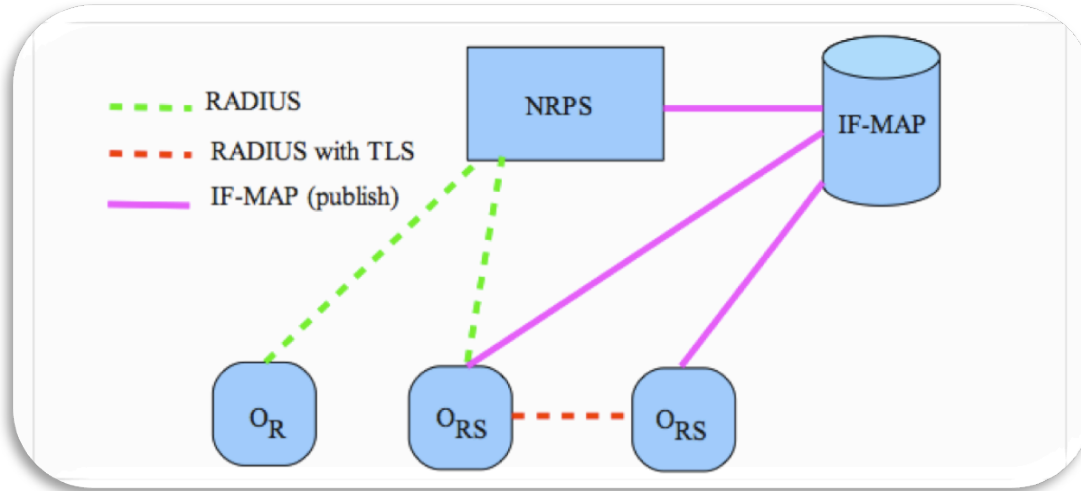 RADIUS
RADIUS with TLS
IF-MAP (publish)
NRPS
IF-MAP
OR
ORS
ORS